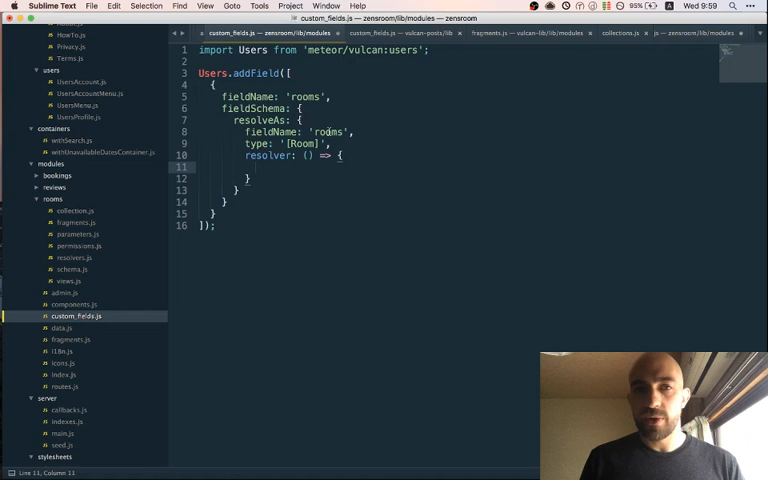 Sublime Text File Edit Selection Find View Goto Tools Project Window Help 95% Wed 9:59
custom_fields.js — zensroom/lib/modules — zensroom
custom_fields.js — zensroom/lib/modules
custom_fields.js — vulcan-posts/lib
fragments.js — vulcan-lib/lib/modules
collections.js
js — zensroom/lib/modules
HowTo.js
Privacy.js
Terms.js
users
UsersAccount.js
UsersAccountMenu.js
UsersMenu.js
UsersProfile.js
containers
withSearch.js
withUnavailableDatesContainer.js
modules
bookings
reviews
rooms
collection.js
fragments.js
parameters.js
permissions.js
resolvers.js
schema.js
views.js
admin.js
components.js
custom_fields.js
data.js
fragments.js
i18n.js
icons.js
index.js
routes.js
server
callbacks.js
indexes.js
main.js
seed.js
stylesheets
1 import Users from 'meteor/vulcan:users';
2
3 Users.addField([
4 {
5 fieldName: 'rooms',
6 fieldSchema: {
7 resolveAs: {
8 fieldName: 'rooms',
9 type: '[Room]',
10 resolver: () => {
11
12 }
13 }
14 }
15 }
16 ]);
Line 11, Column 11